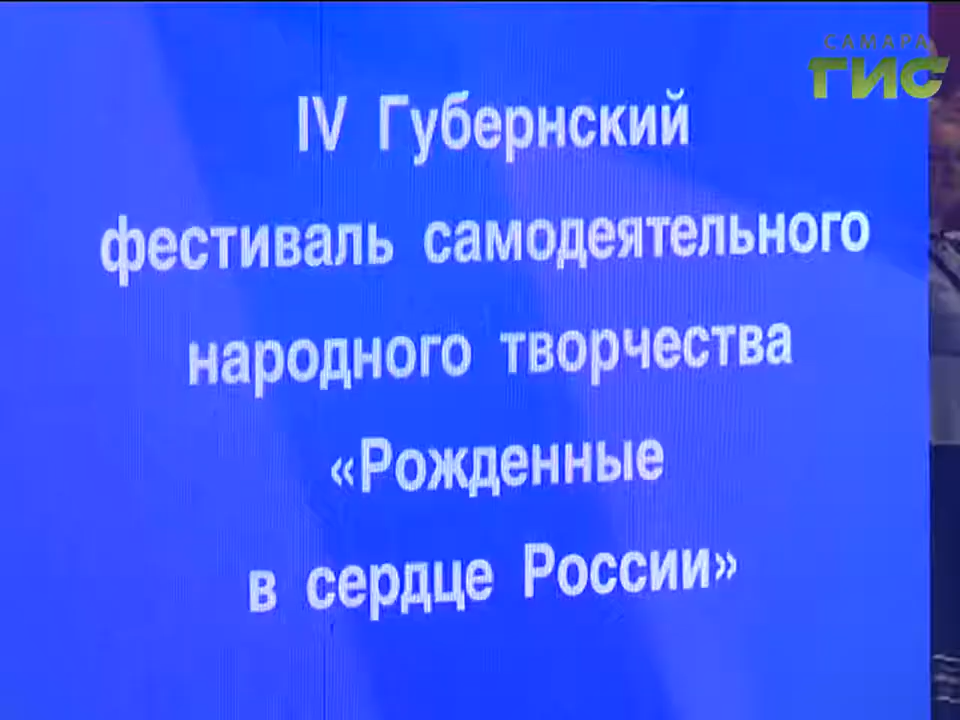 САМАРА
ГИС
IV Губернский
фестиваль самодеятельного
народного творчества
«Рожденные
в сердце России»